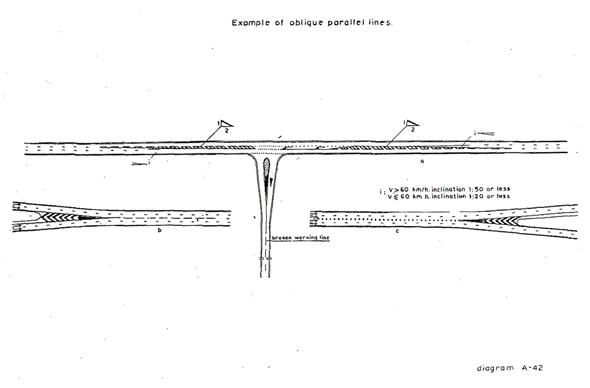 Example of oblique parallel lines.
1
2
1
2
i
i
a
i : V > 60 km/h. inclination 1:50 or less
V ≤ 60 km h. inclination 1:20 or less
b
c
broken warning line
diagram A-42